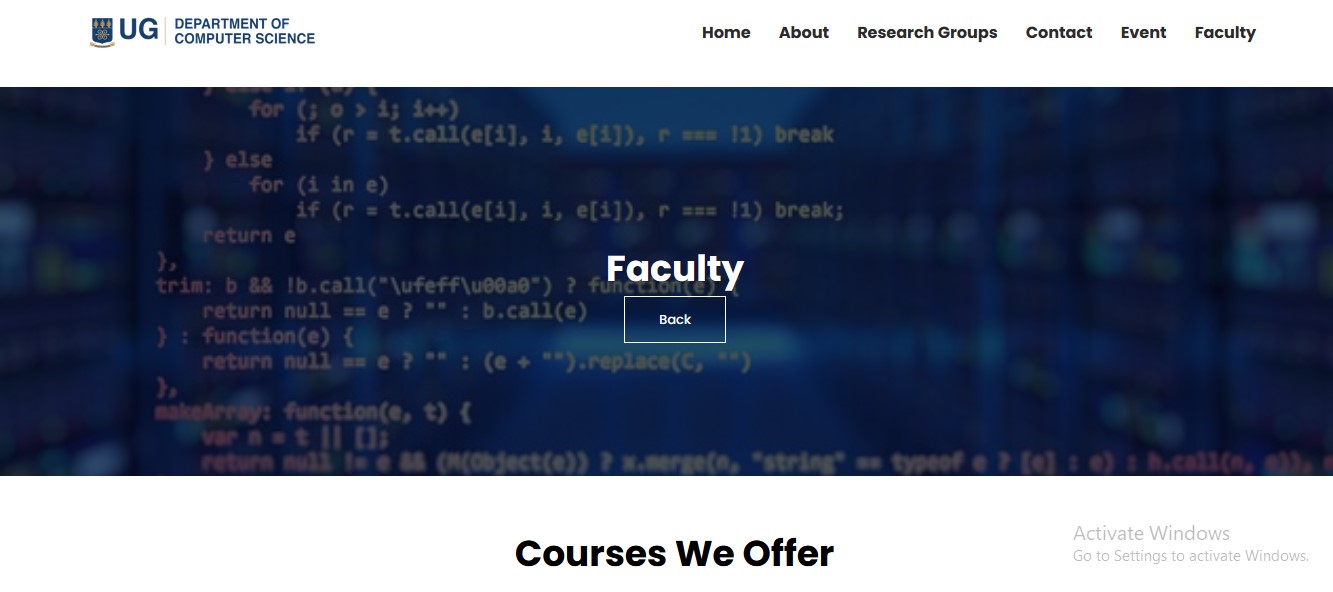 UG
DEPARTMENT OF
COMPUTER SCIENCE
Home About Research Groups Contact Event Faculty
for (; o > i; i++)
if (r = t.call(e[i], i, e[i]), r === !1) break
} else
for (i in e)
if (r = t.call(e[i], i, e[i]), r === !1) break;
return e
},
Faculty
trim: b && !b.call("\ufeff\u00a0") ? function(e) {
return null == e ? "" : b.call(e)
Back
} : function(e) {
return null == e ? "" : (e + "").replace(C, "")
},
makeArray: function(e, t) {
var n = t || [];
return null != e && (M(Object(e)) ? x.merge(n, "string" == typeof e ? [e] : e) : h.call(n, e)),
Courses We Offer
Activate Windows
Go to Settings to activate Windows.